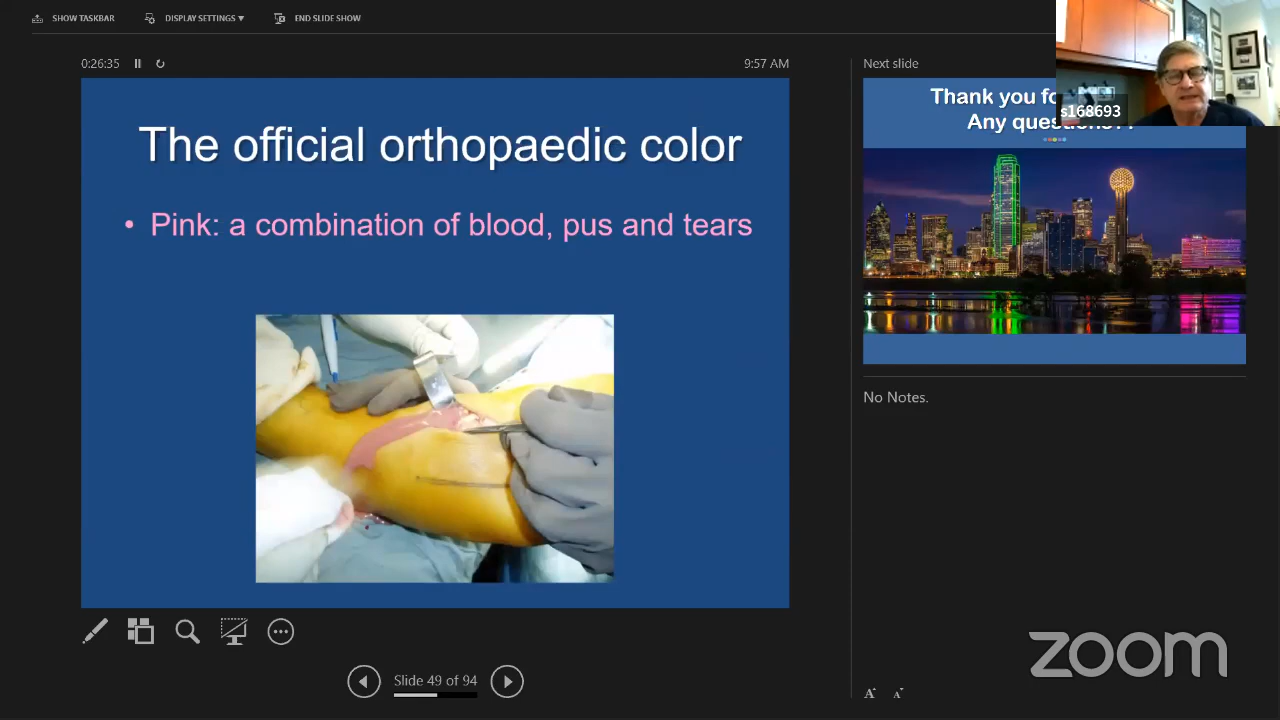 SHOW TASKBAR
DISPLAY SETTINGS ▾
END SLIDE SHOW
0:26:35
9:57 AM
The official orthopaedic color
• Pink: a combination of blood, pus and tears
Slide 49 of 94
Next slide
Thank you
Any
s168693
No Notes.
A A
zoom